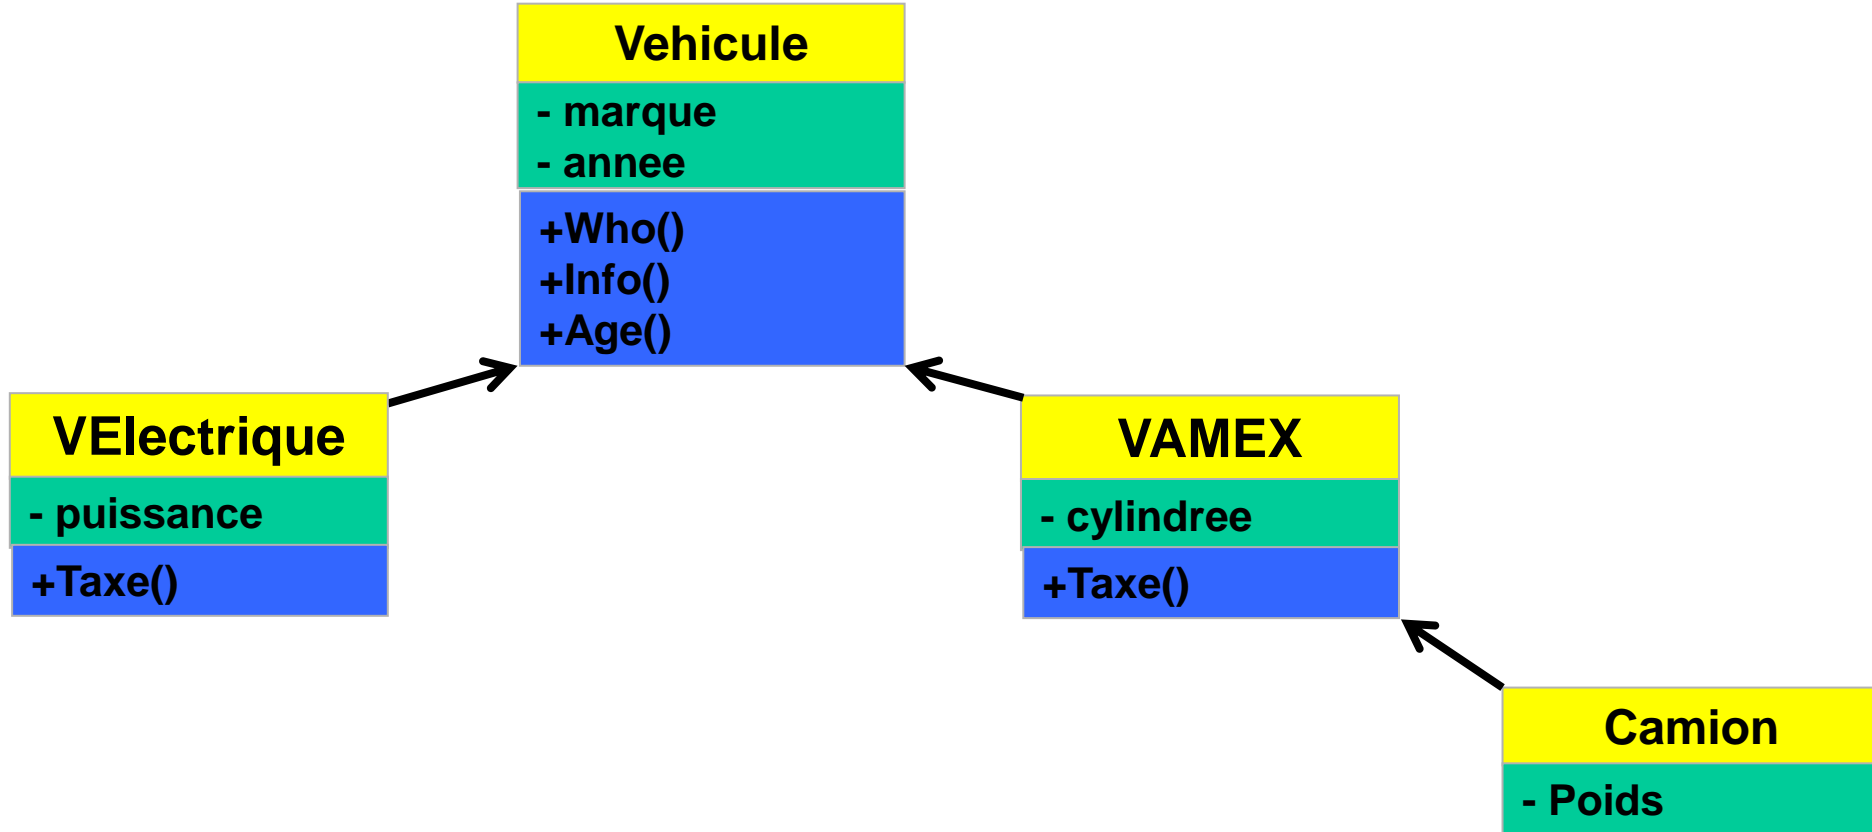 Vehicule
- marque
- annee
+Who()
+Info()
+Age()
VElectrique
- puissance
+Taxe()
VAMEX
- cylindree
+Taxe()
Camion
- Poids